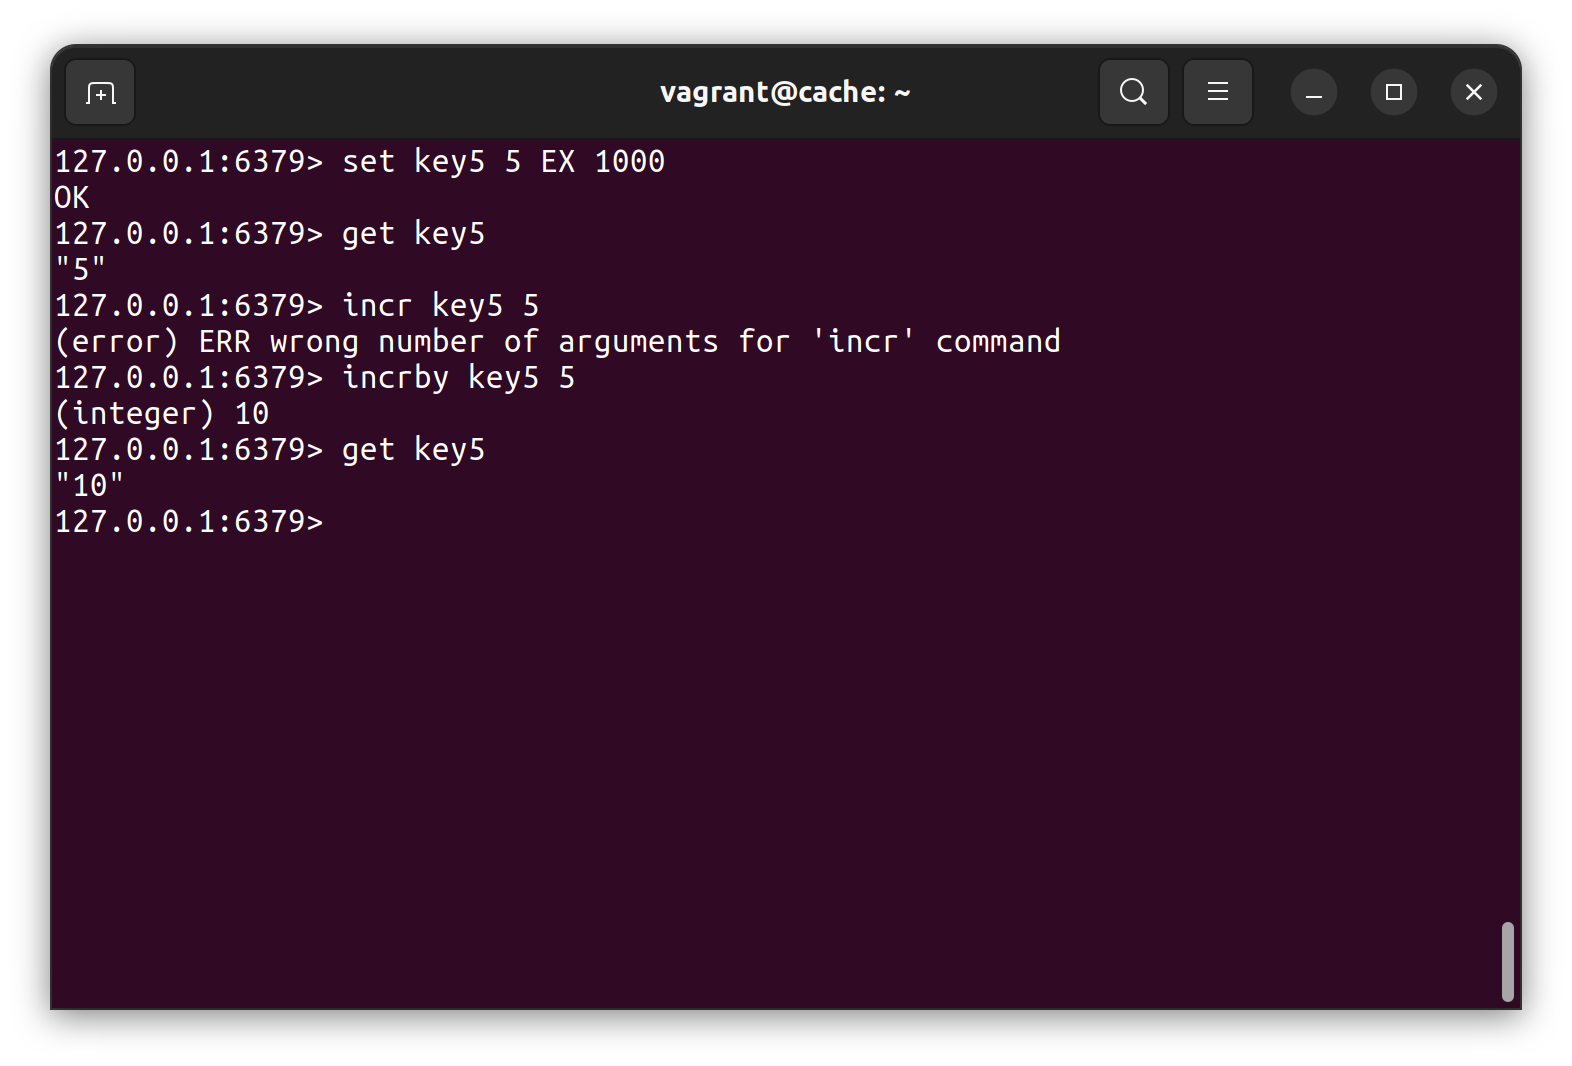 vagrant@cache: ~
127.0.0.1:6379> set key5 5 EX 1000
OK
127.0.0.1:6379> get key5
"5"
127.0.0.1:6379> incr key5 5
(error) ERR wrong number of arguments for 'incr' command
127.0.0.1:6379> incrby key5 5
(integer) 10
127.0.0.1:6379> get key5
"10"
127.0.0.1:6379>